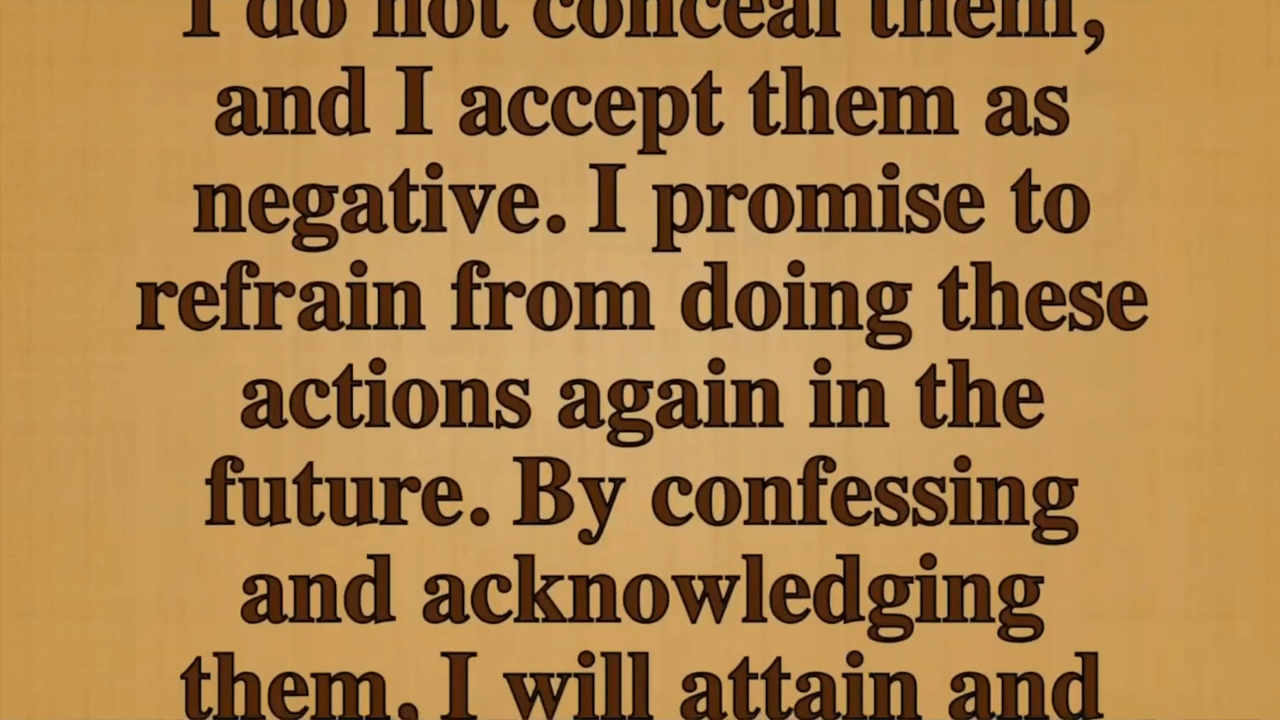 I do not conceal them,
and I accept them as
negative. I promise to
refrain from doing these
actions again in the
future. By confessing
and acknowledging
them, I will attain and